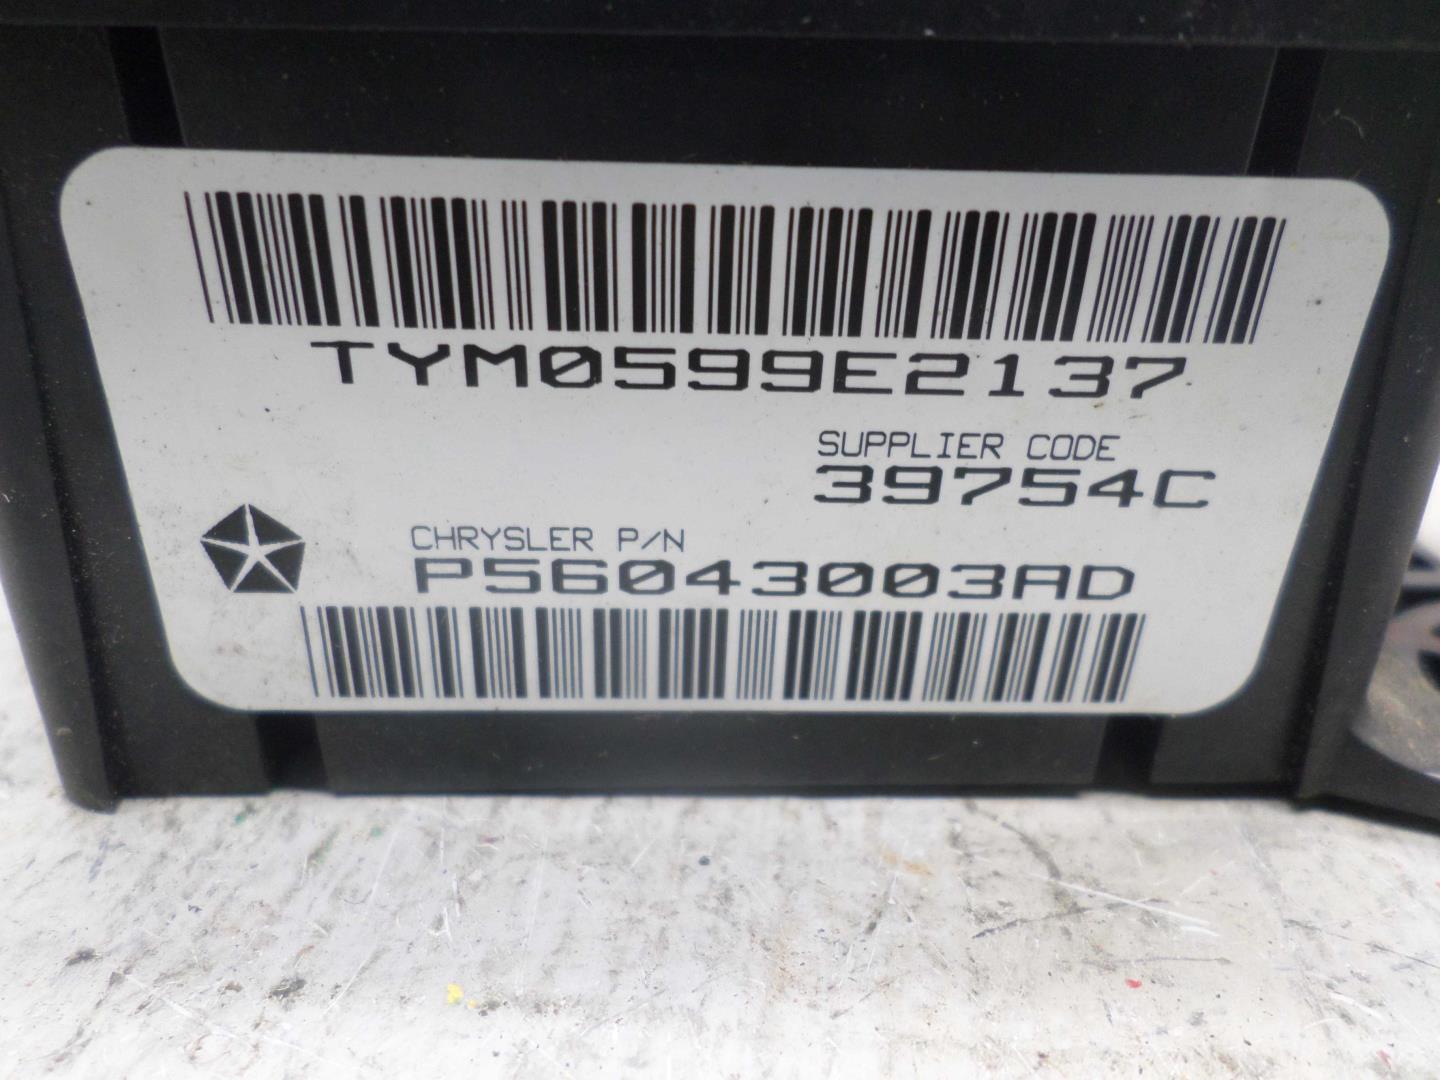 TYM0599E2137
SUPPLIER CODE
39754C
CHRYSLER P/N
P56043003AD